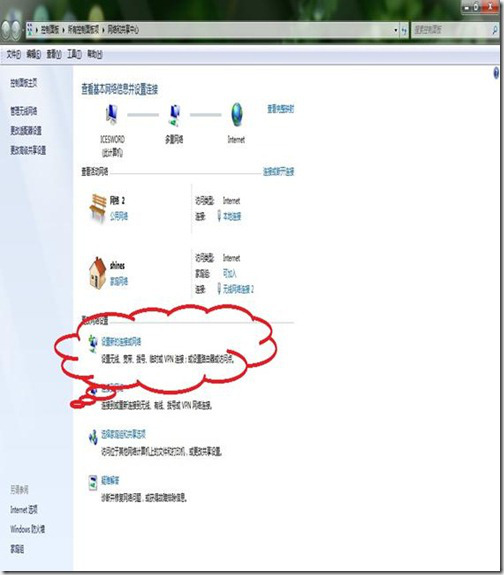 控制面板 ▸ 所有控制面板项 ▸ 网络和共享中心
搜索控制面板
文件(F) 编辑(E) 查看(V) 工具(T) 帮助(H)
控制面板主页
管理无线网络
更改适配器设置
更改高级共享设置
查看基本网络信息并设置连接
查看完整映射
ICESWORD
(此计算机)
多重网络
Internet
查看活动网络
连接或断开连接
网络 2
公用网络
访问类型: Internet
连接: 本地连接
shines
家庭网络
访问类型: Internet
家庭组: 可加入
连接: 无线网络连接 2
更改网络设置
设置新的连接或网络
设置无线、宽带、拨号、临时或 VPN 连接；或设置路由器或访问点。
连接到网络
连接到或重新连接到无线、有线、拨号或 VPN 网络连接。
选择家庭组和共享选项
访问位于其他网络计算机上的文件和打印机，或更改共享设置。
疑难解答
诊断并修复网络问题，或获得故障排除信息。
另请参阅
Internet 选项
Windows 防火墙
家庭组